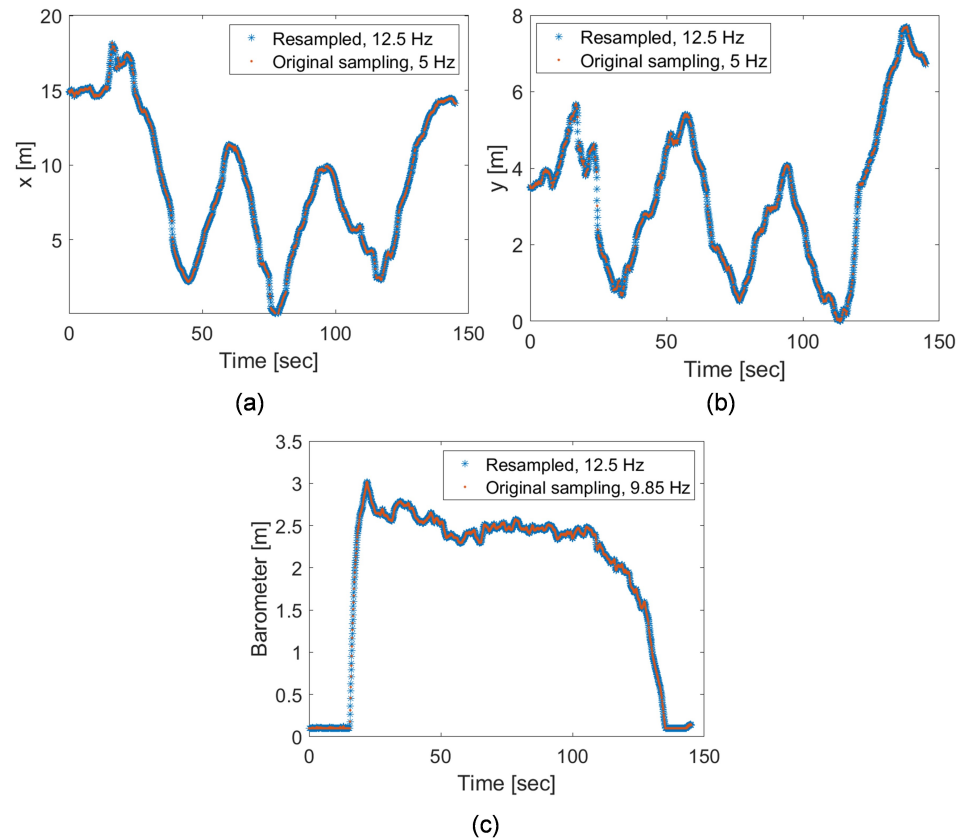 20
15
10
5
0
50
100
150
x [m]
Time [sec]
Resampled, 12.5 Hz
Original sampling, 5 Hz
(a)
8
6
4
2
0
0
50
100
150
y [m]
Time [sec]
Resampled, 12.5 Hz
Original sampling, 5 Hz
(b)
3.5
3
2.5
2
1.5
1
0.5
0
0
50
100
150
Barometer [m]
Time [sec]
Resampled, 12.5 Hz
Original sampling, 9.85 Hz
(c)